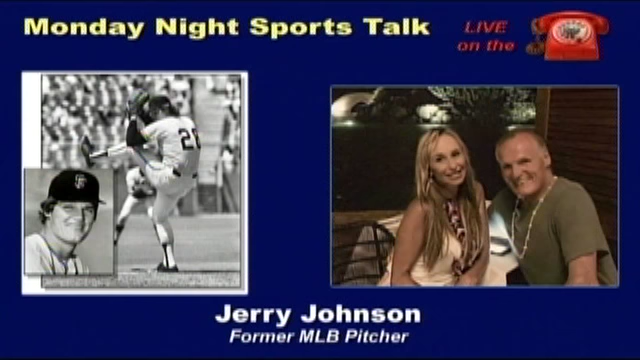 Monday Night Sports Talk
LIVE
on the
Jerry Johnson
Former MLB Pitcher